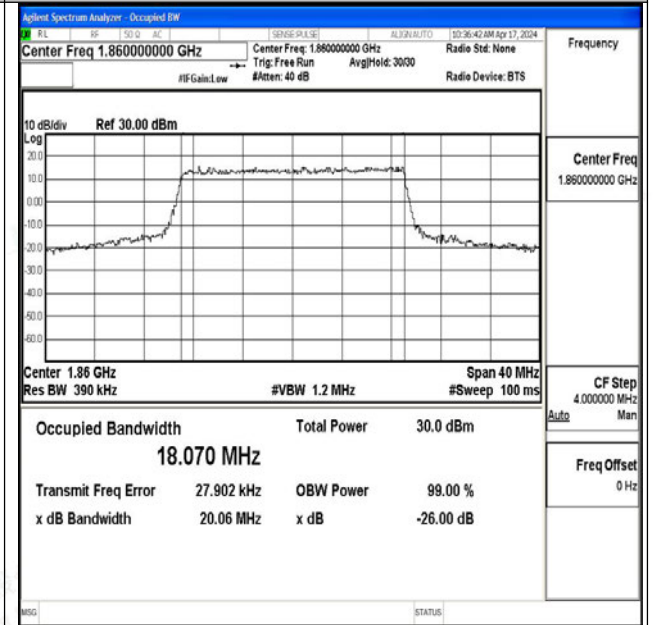 Agilent Spectrum Analyzer - Occupied BW
RL RF 50 Ω AC SENSE:PULSE ALIGN AUTO 10:36:42 AM Apr 17, 2024
Center Freq 1.860000000 GHz
Center Freq: 1.860000000 GHz
Radio Std: None
Trig: Free Run Avg|Hold: 30/30
#IFGain:Low #Atten: 40 dB Radio Device: BTS
Frequency
10 dB/div Ref 30.00 dBm
Log
20.0
10.0
0.00
-10.0
-20.0
-30.0
-40.0
-50.0
-60.0
Center 1.86 GHz Span 40 MHz
Res BW 390 kHz #VBW 1.2 MHz #Sweep 100 ms
Center Freq
1.860000000 GHz
CF Step
4.000000 MHz
Auto Man
Freq Offset
0 Hz
Occupied Bandwidth Total Power 30.0 dBm
18.070 MHz
Transmit Freq Error 27.902 kHz OBW Power 99.00 %
x dB Bandwidth 20.06 MHz x dB -26.00 dB
MSG STATUS